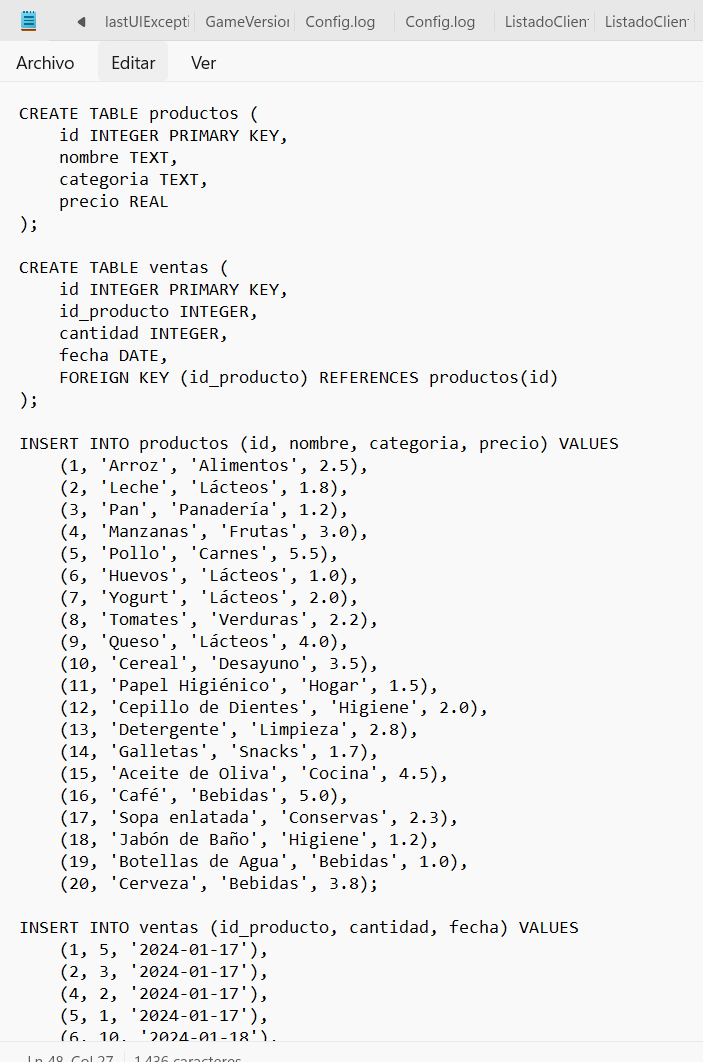 lastUIExcepti GameVersion Config.log Config.log ListadoClien ListadoClien
Archivo Editar Ver
CREATE TABLE productos (
    id INTEGER PRIMARY KEY,
    nombre TEXT,
    categoria TEXT,
    precio REAL
);
CREATE TABLE ventas (
    id INTEGER PRIMARY KEY,
    id_producto INTEGER,
    cantidad INTEGER,
    fecha DATE,
    FOREIGN KEY (id_producto) REFERENCES productos(id)
);
INSERT INTO productos (id, nombre, categoria, precio) VALUES
    (1, 'Arroz', 'Alimentos', 2.5),
    (2, 'Leche', 'Lácteos', 1.8),
    (3, 'Pan', 'Panadería', 1.2),
    (4, 'Manzanas', 'Frutas', 3.0),
    (5, 'Pollo', 'Carnes', 5.5),
    (6, 'Huevos', 'Lácteos', 1.0),
    (7, 'Yogurt', 'Lácteos', 2.0),
    (8, 'Tomates', 'Verduras', 2.2),
    (9, 'Queso', 'Lácteos', 4.0),
    (10, 'Cereal', 'Desayuno', 3.5),
    (11, 'Papel Higiénico', 'Hogar', 1.5),
    (12, 'Cepillo de Dientes', 'Higiene', 2.0),
    (13, 'Detergente', 'Limpieza', 2.8),
    (14, 'Galletas', 'Snacks', 1.7),
    (15, 'Aceite de Oliva', 'Cocina', 4.5),
    (16, 'Café', 'Bebidas', 5.0),
    (17, 'Sopa enlatada', 'Conservas', 2.3),
    (18, 'Jabón de Baño', 'Higiene', 1.2),
    (19, 'Botellas de Agua', 'Bebidas', 1.0),
    (20, 'Cerveza', 'Bebidas', 3.8);
INSERT INTO ventas (id_producto, cantidad, fecha) VALUES
    (1, 5, '2024-01-17'),
    (2, 3, '2024-01-17'),
    (4, 2, '2024-01-17'),
    (5, 1, '2024-01-17'),
    (6, 10, '2024-01-18'),
Ln 48, Col 27 1.436 caracteres